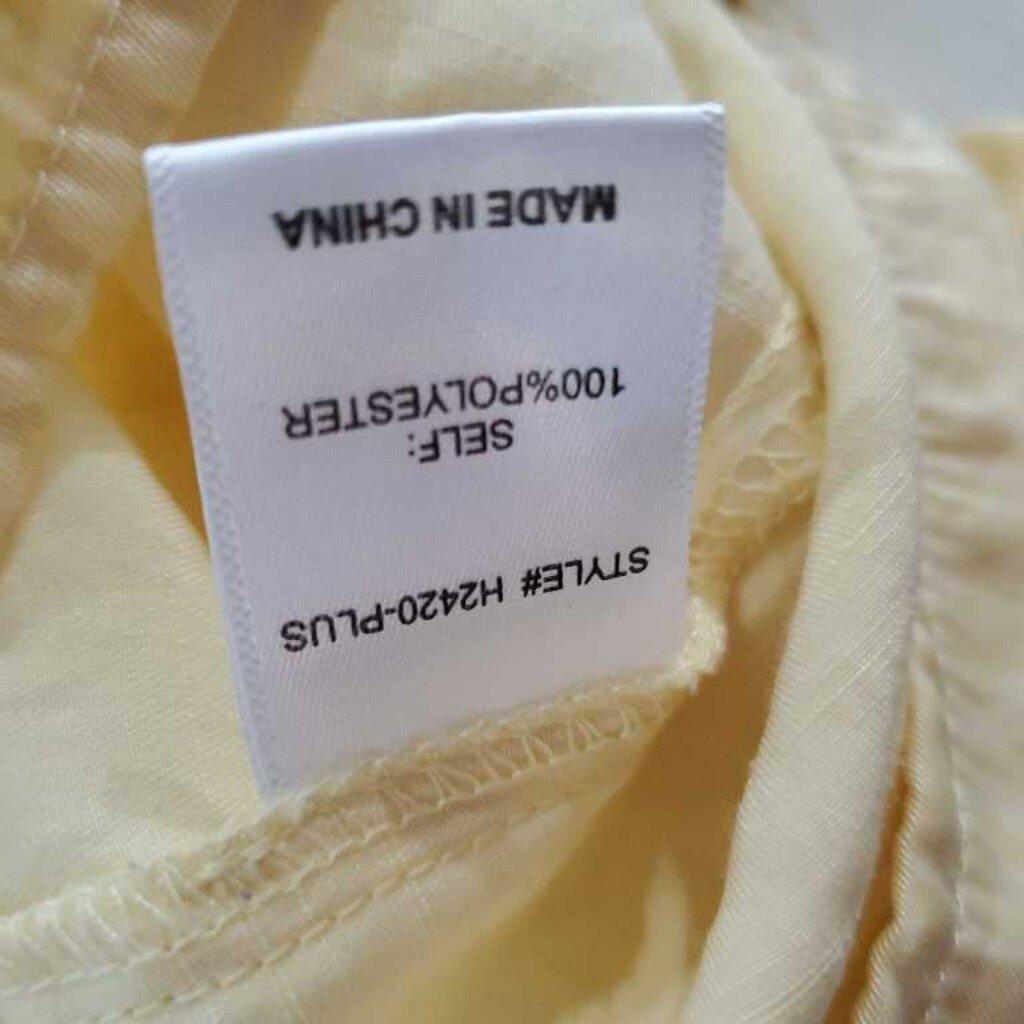 STYLE# H2420-PLUS
SELF:
100%POLYESTER
MADE IN CHINA